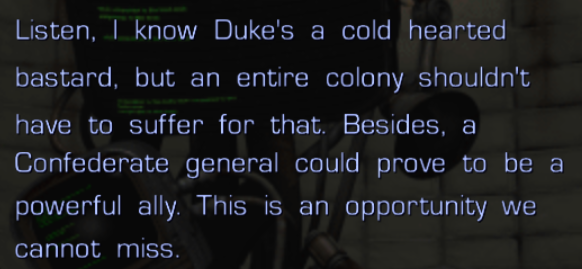 Listen, I know Duke's a cold hearted
bastard, but an entire colony shouldn't
have to suffer for that. Besides, a
Confederate general could prove to be a
powerful ally. This is an opportunity we
cannot miss.